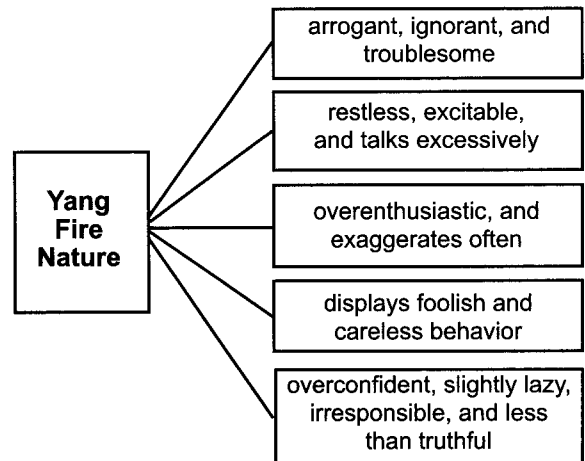 Yang
Fire
Nature
arrogant, ignorant, and
troublesome
restless, excitable,
and talks excessively
overenthusiastic, and
exaggerates often
displays foolish and
careless behavior
overconfident, slightly lazy,
irresponsible, and less
than truthful